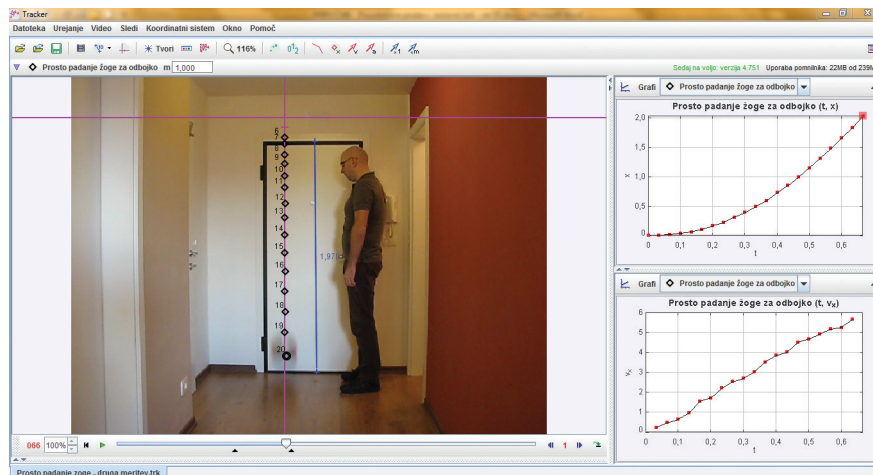 Tracker
Datoteka Urejanje Video Sledi Koordinatni sistem Okno Pomoč
Tvori 116%
Prosto padanje žoge za odbojko m 1,000
Sedaj na voljo: verzija 4.751 Uporaba pomnilnika: 22MB od 239M
6
7
8
9
10
11
12
13
14
15
16
17
18
19
20
1,978
Grafi Prosto padanje žoge za odbojko
Prosto padanje žoge za odbojko (t, x)
2,0
1,5
x
1,0
0,5
0
0 0,1 0,2 0,3 0,4 0,5 0,6
t
Grafi Prosto padanje žoge za odbojko
Prosto padanje žoge za odbojko (t, vx)
6
5
4
vx
3
2
1
0
0 0,1 0,2 0,3 0,4 0,5 0,6
t
066 100% 1
Prosto padanje zoge - druga meritev.trk